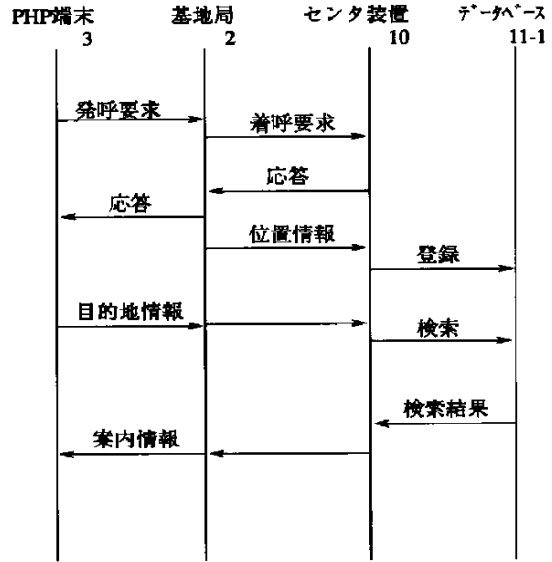 PHP端末 基地局 センタ装置 データベース
3 2 10 11-1
発呼要求
着呼要求
応答
応答
位置情報
登録
目的地情報
検索
検索結果
案内情報